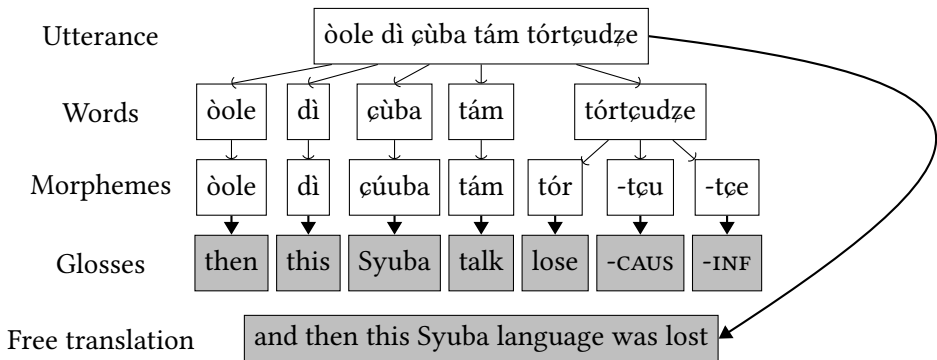 Utterance òole dì ɕùba tám tórtɕudʑe
Words òole dì ɕùba tám tórtɕudʑe
Morphemes òole dì ɕúuba tám tór -tɕu -tɕe
Glosses then this Syuba talk lose -CAUS -INF
Free translation and then this Syuba language was lost